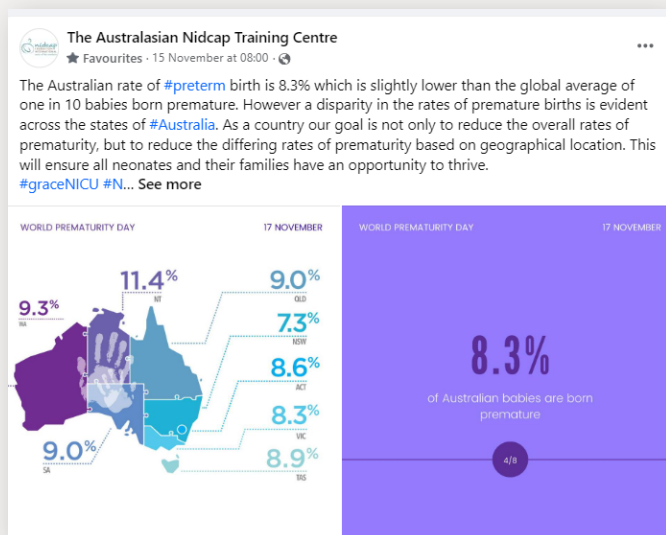 The Australasian Nidcap Training Centre
Favourites · 15 November at 08:00 ·
The Australian rate of #preterm birth is 8.3% which is slightly lower than the global average of
one in 10 babies born premature. However a disparity in the rates of premature births is evident
across the states of #Australia. As a country our goal is not only to reduce the overall rates of
prematurity, but to reduce the differing rates of prematurity based on geographical location. This
will ensure all neonates and their families have an opportunity to thrive.
#graceNICU #N... See more
WORLD PREMATURITY DAY
17 NOVEMBER
11.4%
NT
9.0%
QLD
9.3%
WA
7.3%
NSW
8.6%
ACT
8.3%
VIC
9.0%
SA
8.9%
TAS
WORLD PREMATURITY DAY
17 NOVEMBER
8.3%
of Australian babies are born
premature
4/8